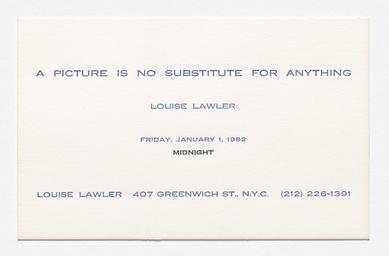 A PICTURE IS NO SUBSTITUTE FOR ANYTHING
LOUISE LAWLER
FRIDAY, JANUARY 1, 1982
MIDNIGHT
LOUISE LAWLER 407 GREENWICH ST., N.Y.C. (212) 226-1391